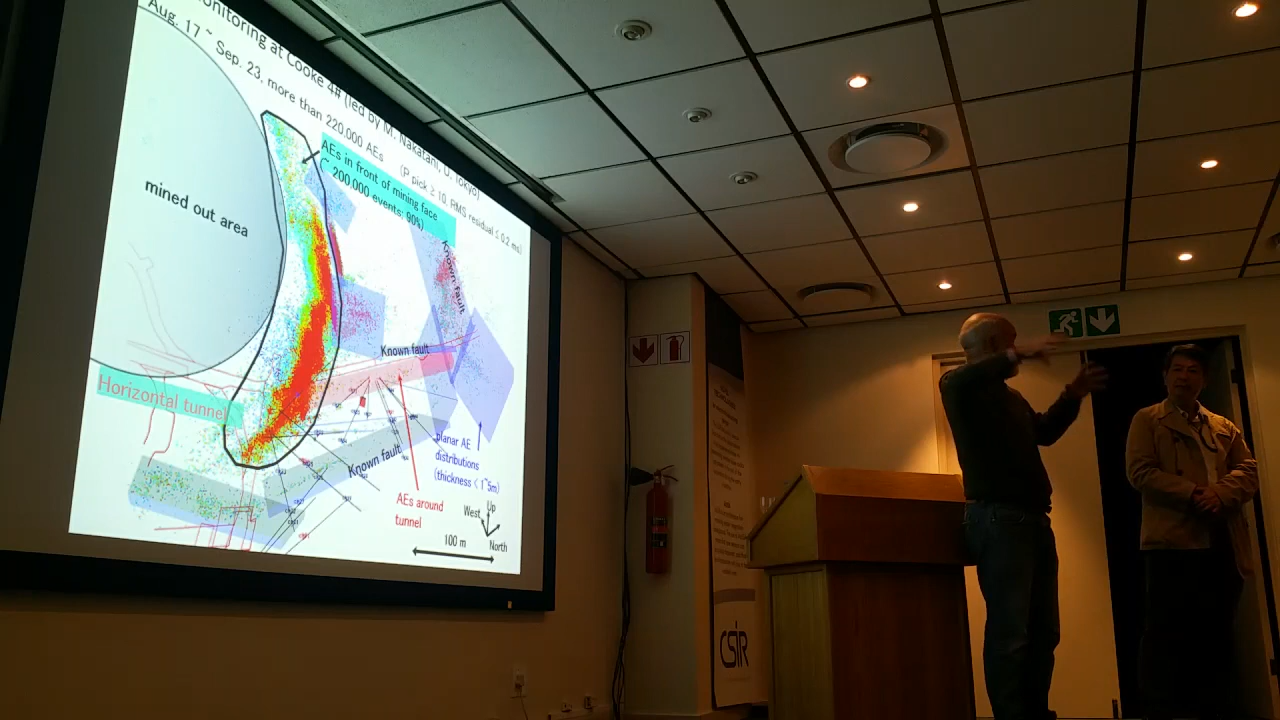 onitoring at Cooke 4# (led by M. Nakatani, U. Tokyo)
Aug. 17~ Sep. 23, more than 220,000 AEs (P pick ≥ 10, RMS residual ≤ 0.2 ms)
AEs in front of mining face
(~200,000 events, 90%)
mined out area
fault
Known fault
Horizontal tunnel
Known fault
planar AE
distributions
(thickness < 1~5m)
AEs around
tunnel
West
Up
North
100 m
CSIR